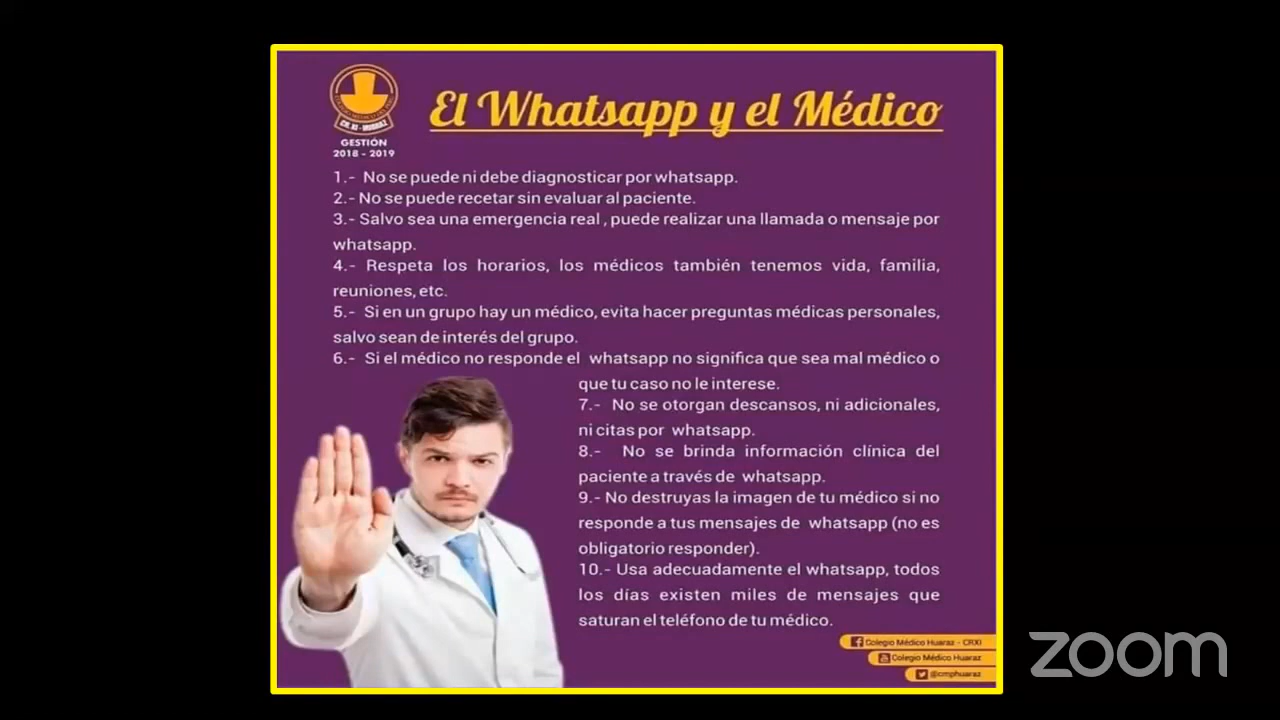 El Whatsapp y el Médico
CR. XI - HUARAZ
GESTIÓN
2018 - 2019
1.- No se puede ni debe diagnosticar por whatsapp.
2.- No se puede recetar sin evaluar al paciente.
3.- Salvo sea una emergencia real , puede realizar una llamada o mensaje por
whatsapp.
4.- Respeta los horarios, los médicos también tenemos vida, familia,
reuniones, etc.
5.- Si en un grupo hay un médico, evita hacer preguntas médicas personales,
salvo sean de interés del grupo.
6.- Si el médico no responde el whatsapp no significa que sea mal médico o
que tu caso no le interese.
7.- No se otorgan descansos, ni adicionales,
ni citas por whatsapp.
8.- No se brinda información clínica del
paciente a través de whatsapp.
9.- No destruyas la imagen de tu médico si no
responde a tus mensajes de whatsapp (no es
obligatorio responder).
10.- Usa adecuadamente el whatsapp, todos
los días existen miles de mensajes que
saturan el teléfono de tu médico.
Colegio Médico Huaraz - CRXI
Colegio Médico Huaraz
@cmphuaraz
zoom